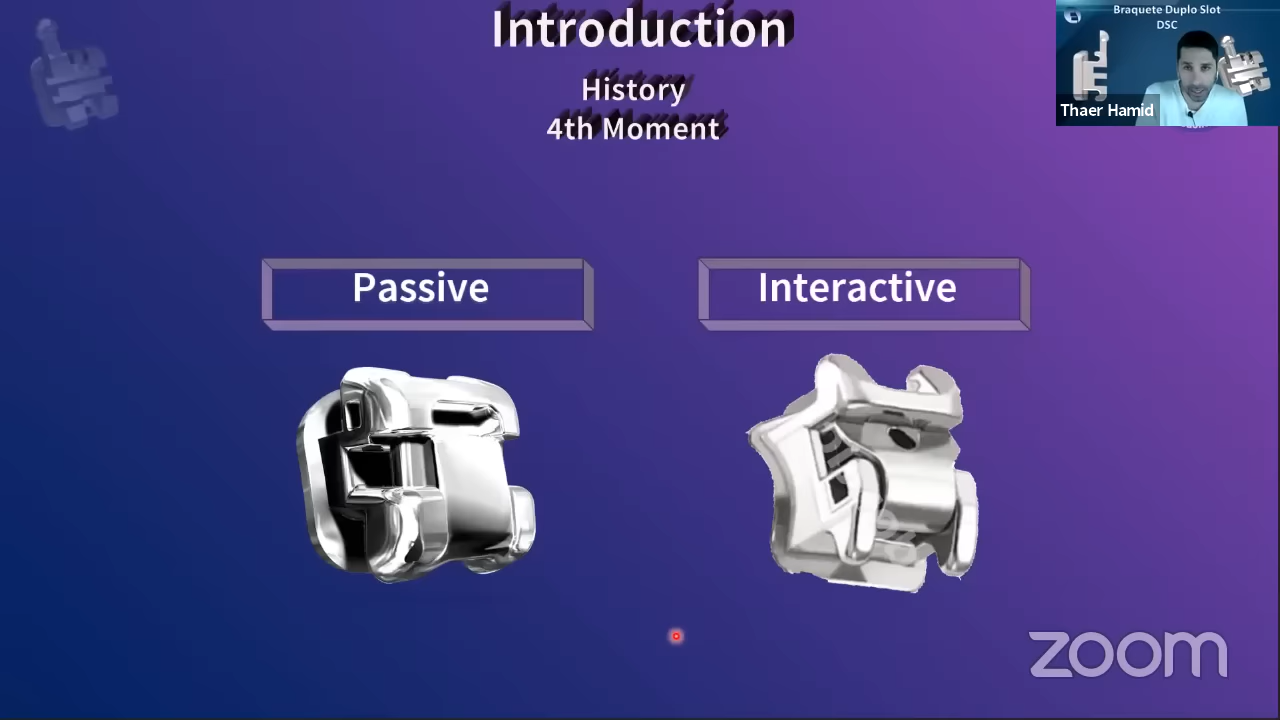 Introduction
History
4th Moment
Braquete Duplo Slot
DSC
Thaer Hamid
Passive
Interactive
zoom